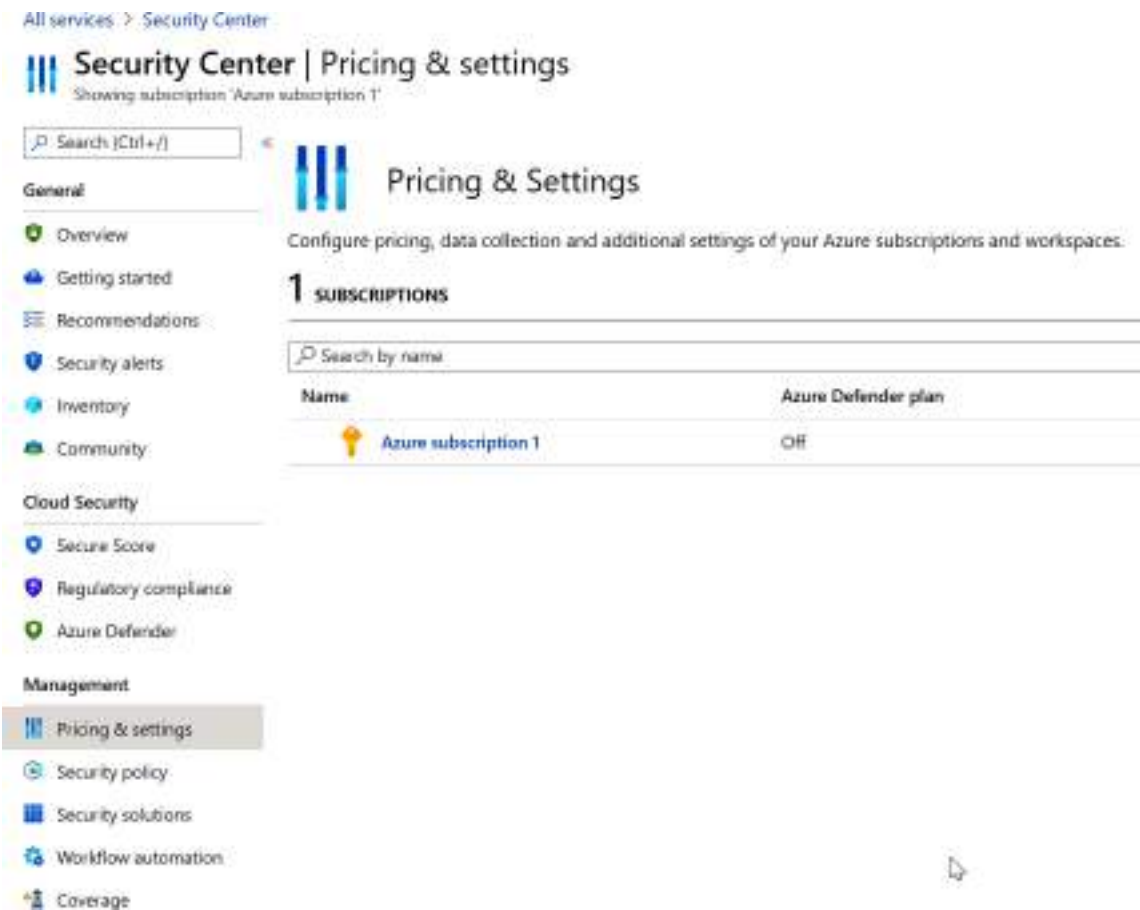 All services > Security Center
Security Center | Pricing & settings
Showing subscription 'Azure subscription 1'
Search (Ctrl+/)
«
General
Overview
Getting started
Recommendations
Security alerts
Inventory
Community
Cloud Security
Secure Score
Regulatory compliance
Azure Defender
Management
Pricing & settings
Security policy
Security solutions
Workflow automation
Coverage
Pricing & Settings
Configure pricing, data collection and additional settings of your Azure subscriptions and workspaces.
1 SUBSCRIPTIONS
Search by name
Name Azure Defender plan
Azure subscription 1 Off